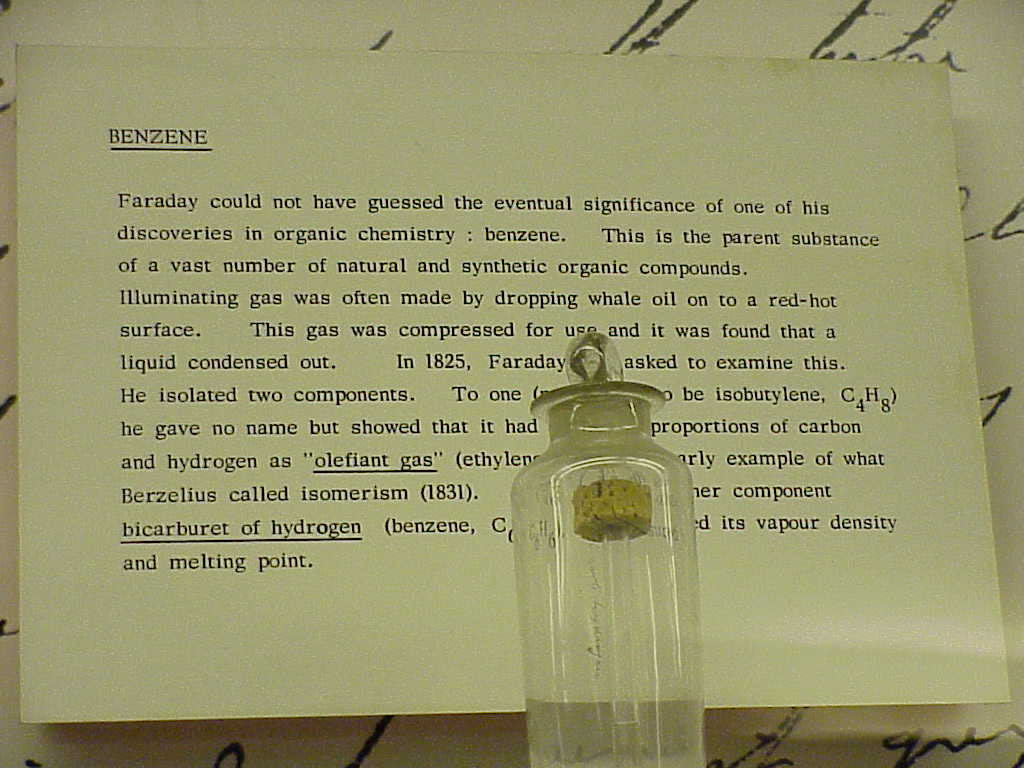 BENZENE
Faraday could not have guessed the eventual significance of one of his
discoveries in organic chemistry : benzene. This is the parent substance
of a vast number of natural and synthetic organic compounds.
Illuminating gas was often made by dropping whale oil on to a red-hot
surface. This gas was compressed for use and it was found that a
liquid condensed out. In 1825, Faraday asked to examine this.
He isolated two components. To one be isobutylene, C4H8)
he gave no name but showed that it had proportions of carbon
and hydrogen as "olefiant gas" example of what
Berzelius called isomerism (1831). component
bicarburet of hydrogen (benzene, its vapour density
and melting point.